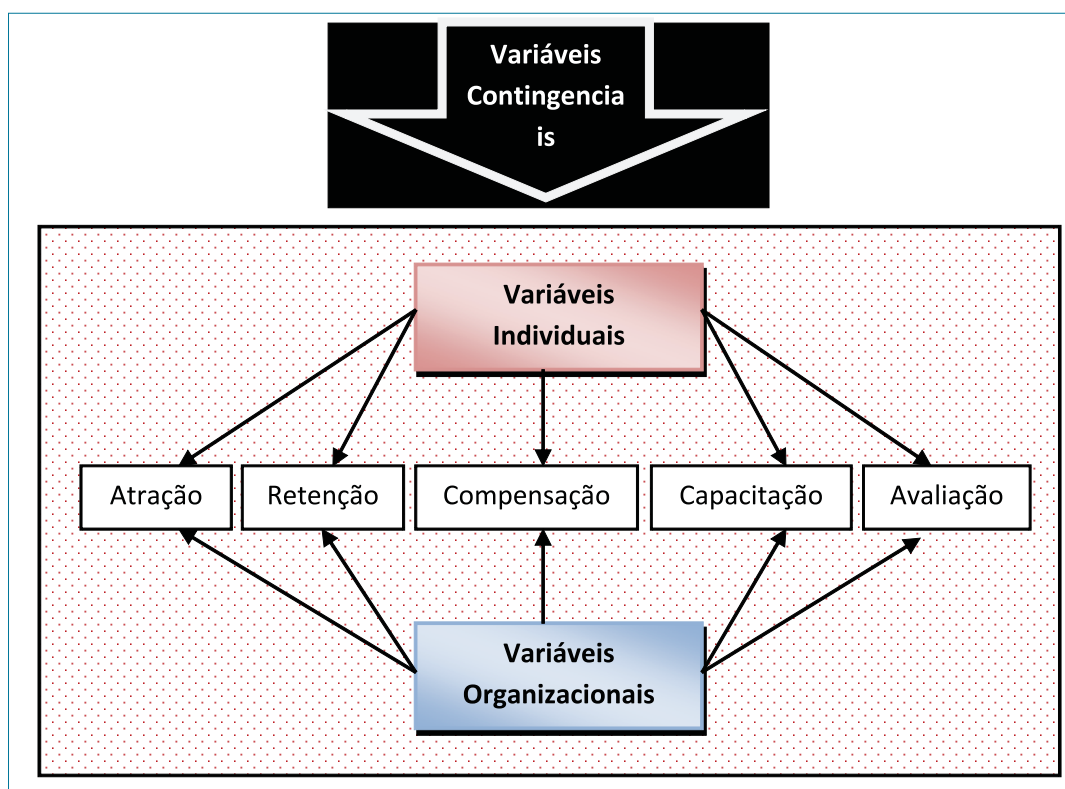 Variáveis
Contingencia
is
Variáveis
Individuais
Atração Retenção Compensação Capacitação Avaliação
Variáveis
Organizacionais